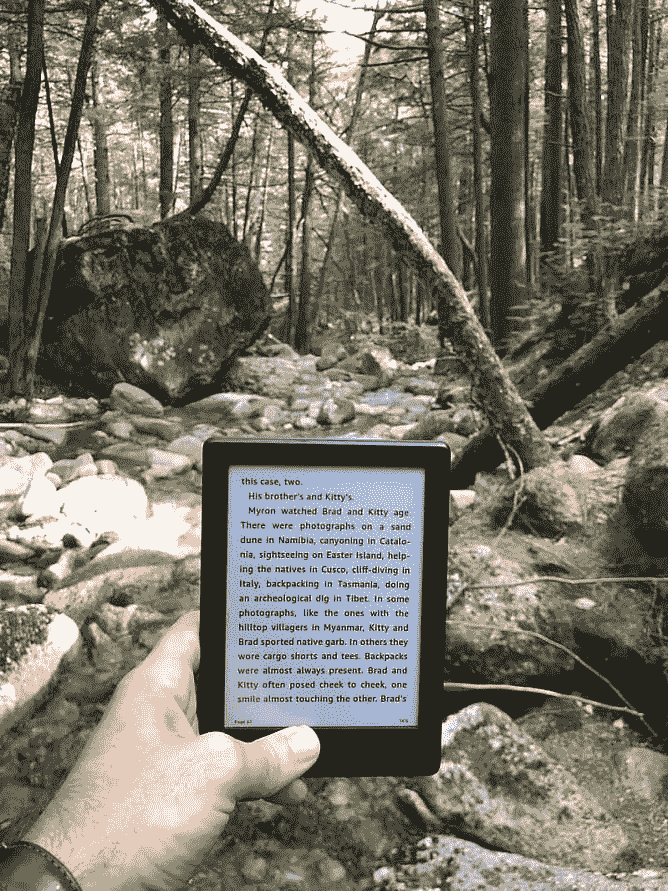 this case, two.
His brother's and Kitty's.
Myron watched Brad and Kitty age.
There were photographs on a sand
dune in Namibia, canyoning in Catalo-
nia, sightseeing on Easter Island, help-
ing the natives in Cusco, cliff-diving in
Italy, backpacking in Tasmania, doing
an archeological dig in Tibet. In some
photographs, like the ones with the
hilltop villagers in Myanmar, Kitty and
Brad sported native garb. In others they
wore cargo shorts and tees. Backpacks
were almost always present. Brad and
Kitty often posed cheek to cheek, one
smile almost touching the other. Brad's